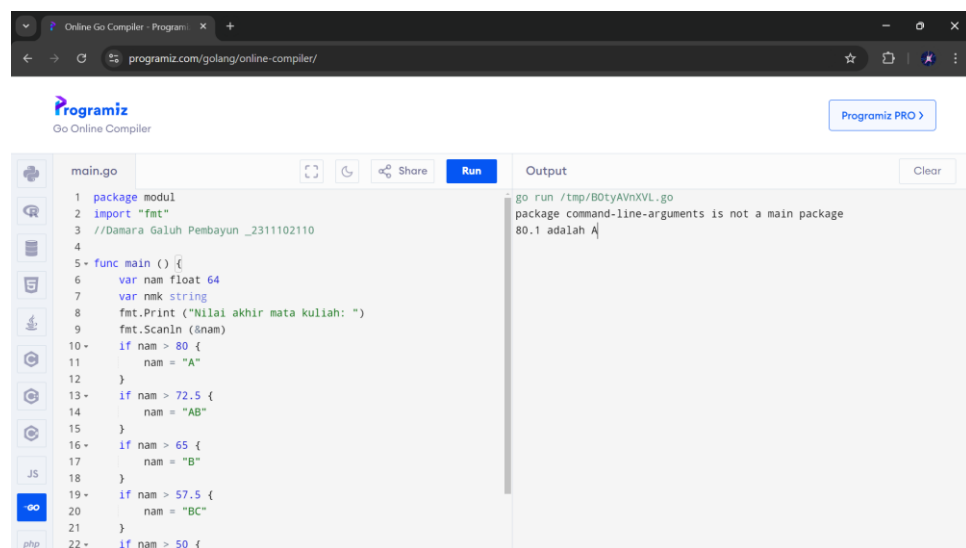 Online Go Compiler - Programi
programiz.com/golang/online-compiler/
Programiz
Go Online Compiler
Programiz PRO >
main.go
Share
Run
Output
Clear
1 package modul
2 import "fmt"
3 //Damara Galuh Pembayun _2311102110
4
5 func main () {
6 var nam float 64
7 var nmk string
8 fmt.Print ("Nilai akhir mata kuliah: ")
9 fmt.Scanln (&nam)
10 if nam > 80 {
11 nam = "A"
12 }
13 if nam > 72.5 {
14 nam = "AB"
15 }
16 if nam > 65 {
17 nam = "B"
18 }
19 if nam > 57.5 {
20 nam = "BC"
21 }
22 if nam > 50 {
go run /tmp/BOtyAVnXVL.go
package command-line-arguments is not a main package
80.1 adalah A
JS
GO
php